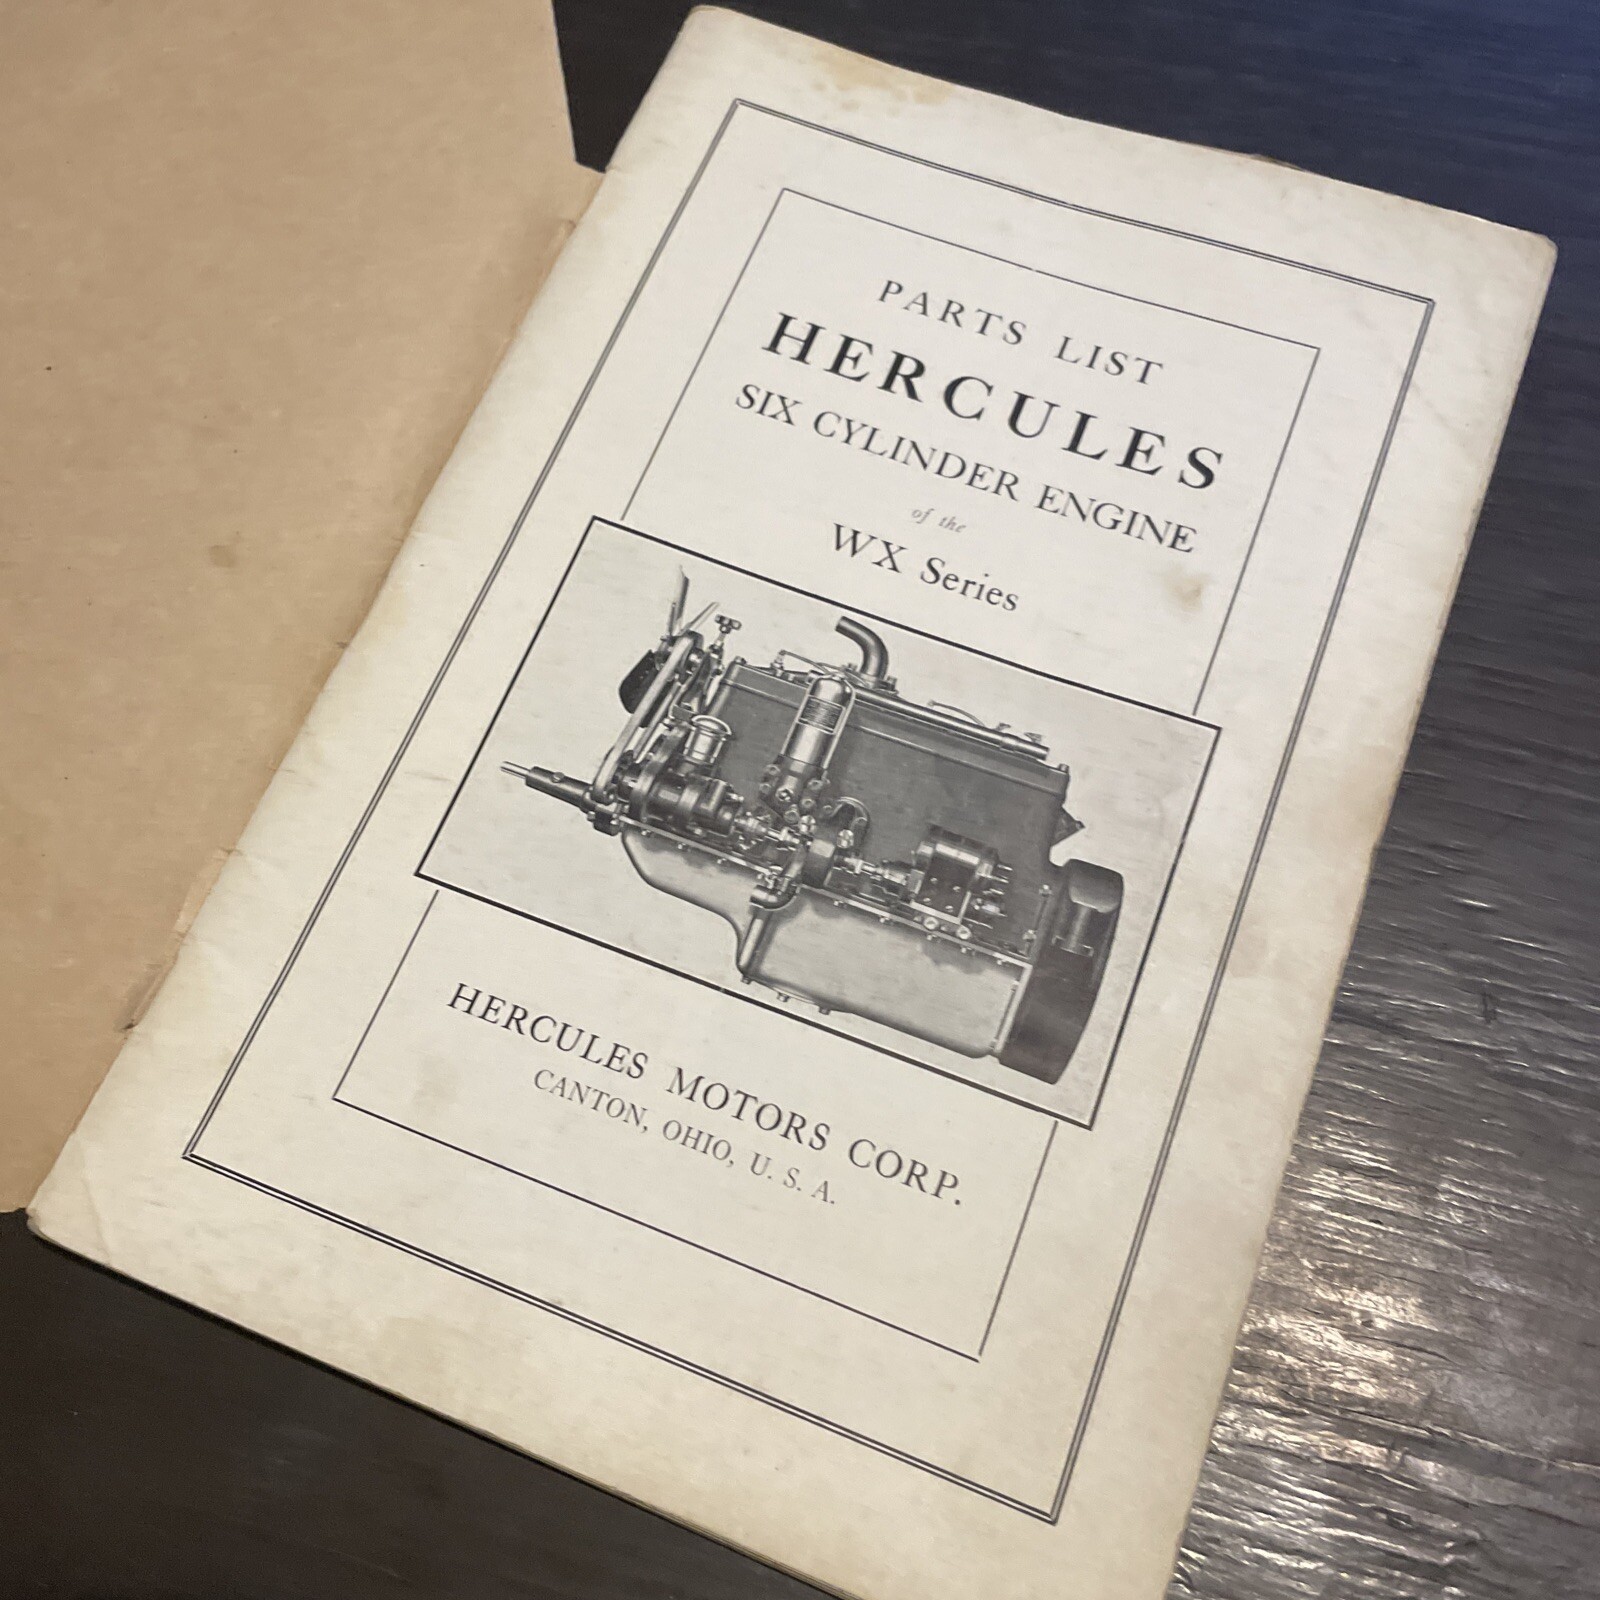 PARTS LIST
HERCULES
SIX CYLINDER ENGINE
of the
WX Series
HERCULES MOTORS CORP.
CANTON, OHIO, U. S. A.